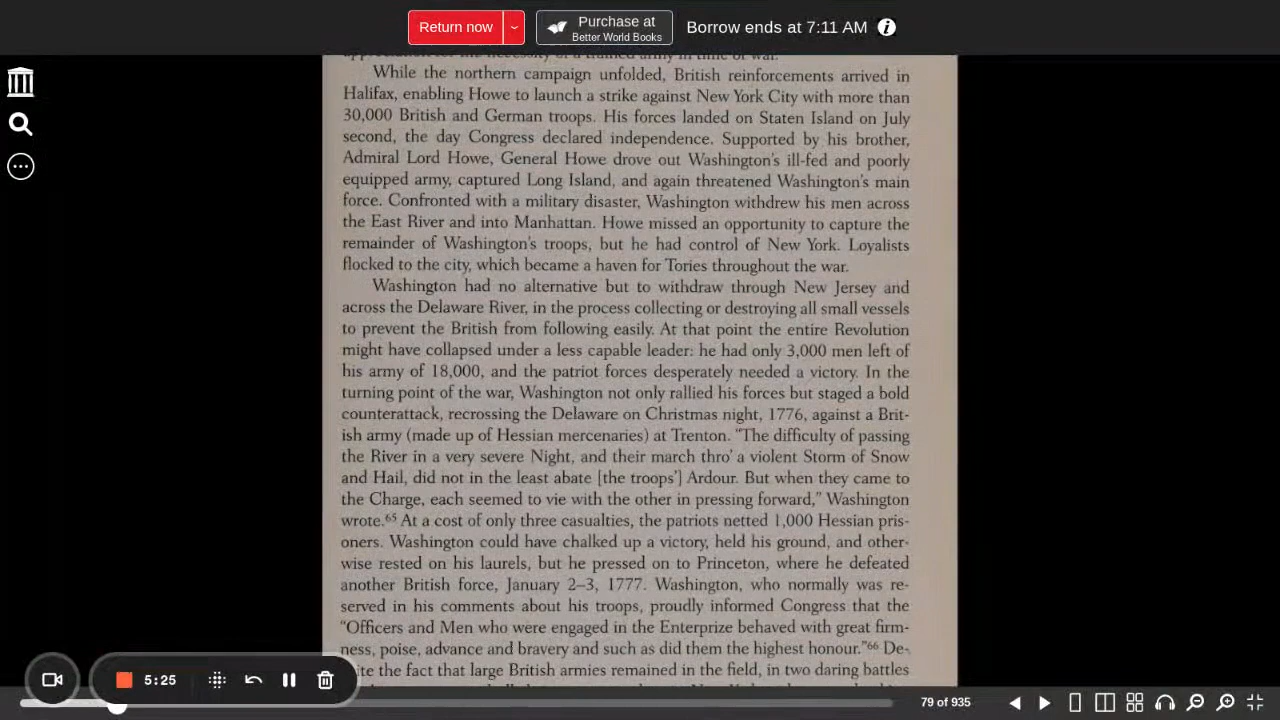 Return now
Purchase at
Better World Books
Borrow ends at 7:11 AM
appreciation for the necessity of a trained army in time of war.
While the northern campaign unfolded, British reinforcements arrived in
Halifax, enabling Howe to launch a strike against New York City with more than
30,000 British and German troops. His forces landed on Staten Island on July
second, the day Congress declared independence. Supported by his brother,
Admiral Lord Howe, General Howe drove out Washington's ill-fed and poorly
equipped army, captured Long Island, and again threatened Washington's main
force. Confronted with a military disaster, Washington withdrew his men across
the East River and into Manhattan. Howe missed an opportunity to capture the
remainder of Washington's troops, but he had control of New York. Loyalists
flocked to the city, which became a haven for Tories throughout the war.
Washington had no alternative but to withdraw through New Jersey and
across the Delaware River, in the process collecting or destroying all small vessels
to prevent the British from following easily. At that point the entire Revolution
might have collapsed under a less capable leader: he had only 3,000 men left of
his army of 18,000, and the patriot forces desperately needed a victory. In the
turning point of the war, Washington not only rallied his forces but staged a bold
counterattack, recrossing the Delaware on Christmas night, 1776, against a Brit-
ish army (made up of Hessian mercenaries) at Trenton. "The difficulty of passing
the River in a very severe Night, and their march thro' a violent Storm of Snow
and Hail, did not in the least abate [the troops'] Ardour. But when they came to
the Charge, each seemed to vie with the other in pressing forward," Washington
wrote.⁶⁵ At a cost of only three casualties, the patriots netted 1,000 Hessian pris-
oners. Washington could have chalked up a victory, held his ground, and other-
wise rested on his laurels, but he pressed on to Princeton, where he defeated
another British force, January 2–3, 1777. Washington, who normally was re-
served in his comments about his troops, proudly informed Congress that the
"Officers and Men who were engaged in the Enterprize behaved with great firm-
ness, poise, advance and bravery and such as did them the highest honour."⁶⁶ De-
the fact that large British armies remained in the field, in two daring battles
5:25
79 of 935